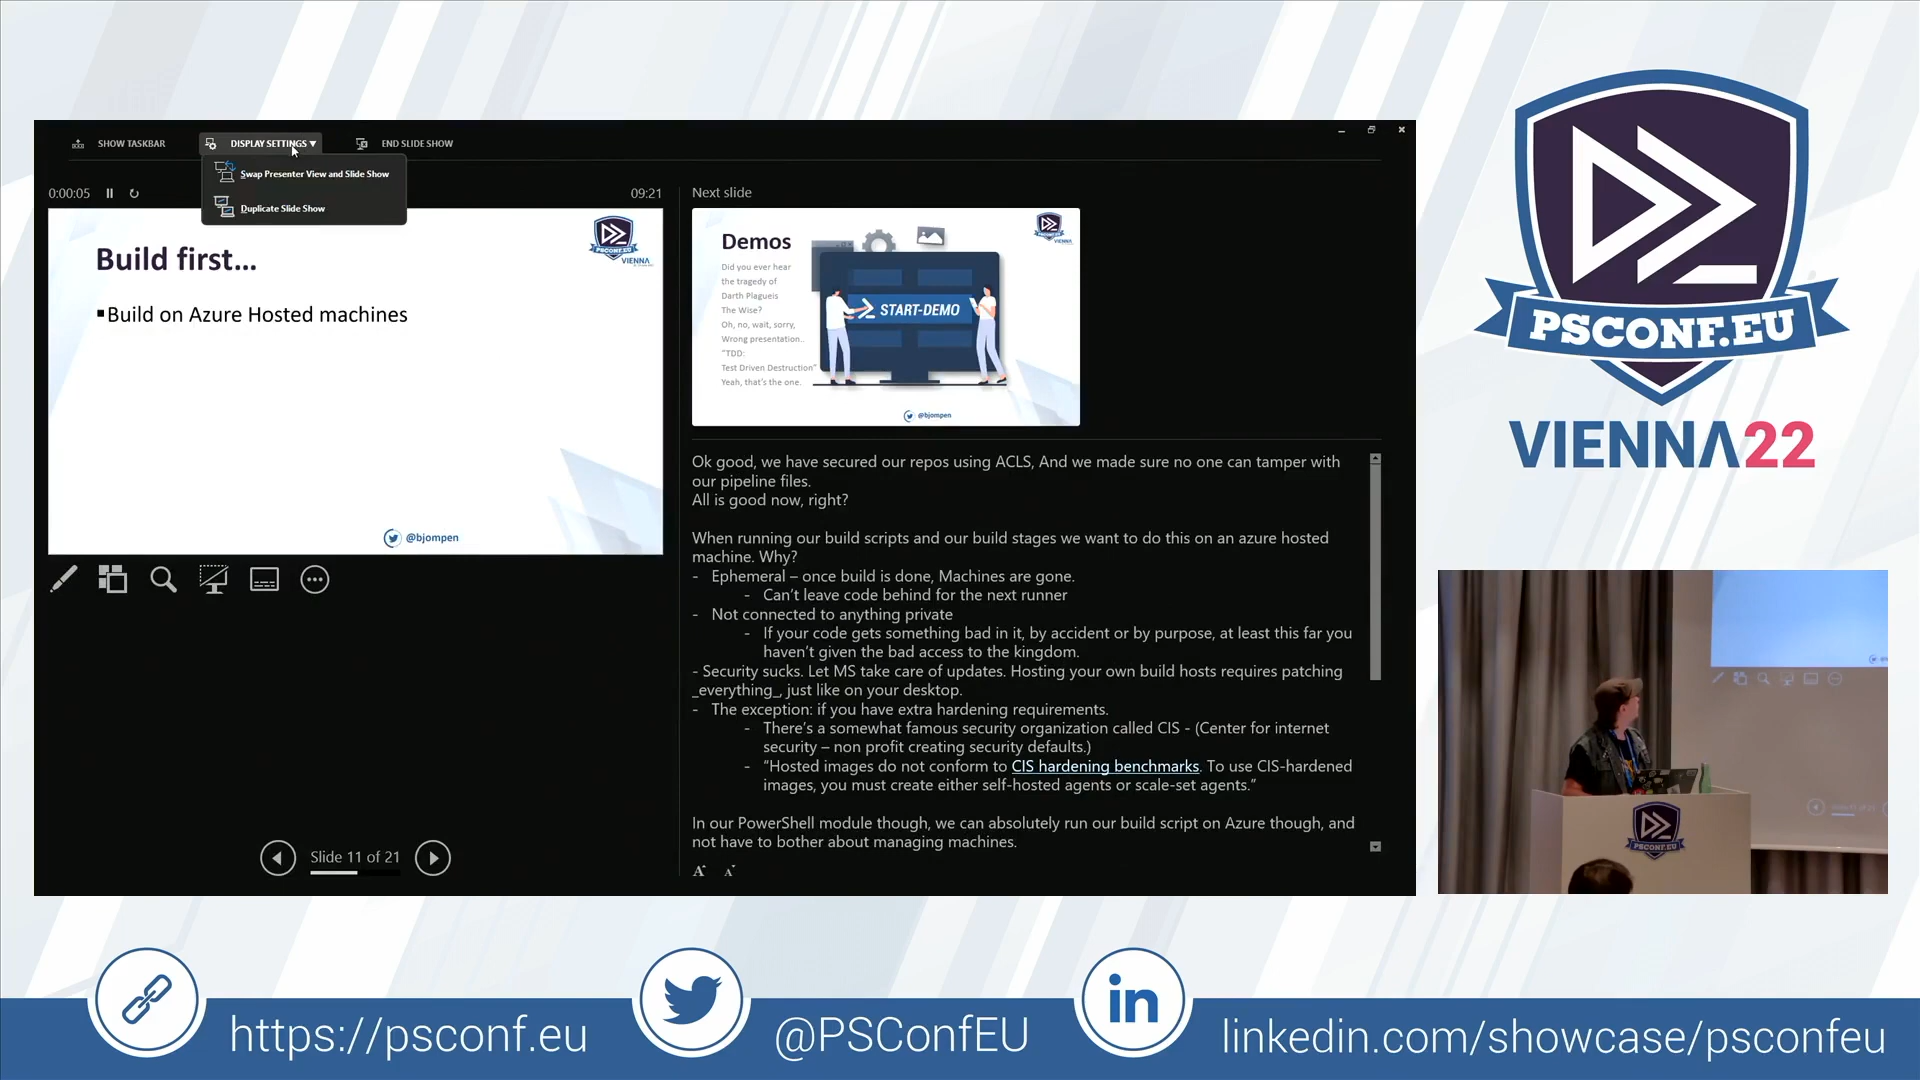 SHOW TASKBAR
DISPLAY SETTINGS ▼
END SLIDE SHOW
Swap Presenter View and Slide Show
Duplicate Slide Show
0:00:05
09:21
Build first...
PSCONF.EU
VIENNA
▪Build on Azure Hosted machines
@bjompen
Slide 11 of 21
Next slide
Demos
VIENNA
Did you ever hear
the tragedy of
Darth Plagueis
The Wise?
Oh, no, wait, sorry,
Wrong presentation..
"TDD:
Test Driven Destruction"
Yeah, that's the one.
START-DEMO
@bjompen
Ok good, we have secured our repos using ACLS, And we made sure no one can tamper with
our pipeline files.
All is good now, right?
When running our build scripts and our build stages we want to do this on an azure hosted
machine. Why?
- Ephemeral – once build is done, Machines are gone.
- Can't leave code behind for the next runner
- Not connected to anything private
- If your code gets something bad in it, by accident or by purpose, at least this far you
haven't given the bad access to the kingdom.
- Security sucks. Let MS take care of updates. Hosting your own build hosts requires patching
_everything_, just like on your desktop.
- The exception: if you have extra hardening requirements.
- There's a somewhat famous security organization called CIS - (Center for internet
security – non profit creating security defaults.)
- "Hosted images do not conform to CIS hardening benchmarks. To use CIS-hardened
images, you must create either self-hosted agents or scale-set agents."
In our PowerShell module though, we can absolutely run our build script on Azure though, and
not have to bother about managing machines.
A A
PSCONF.EU
VIENNA22
PSCONF.EU
https://psconf.eu
@PSConfEU
in
linkedin.com/showcase/psconfeu